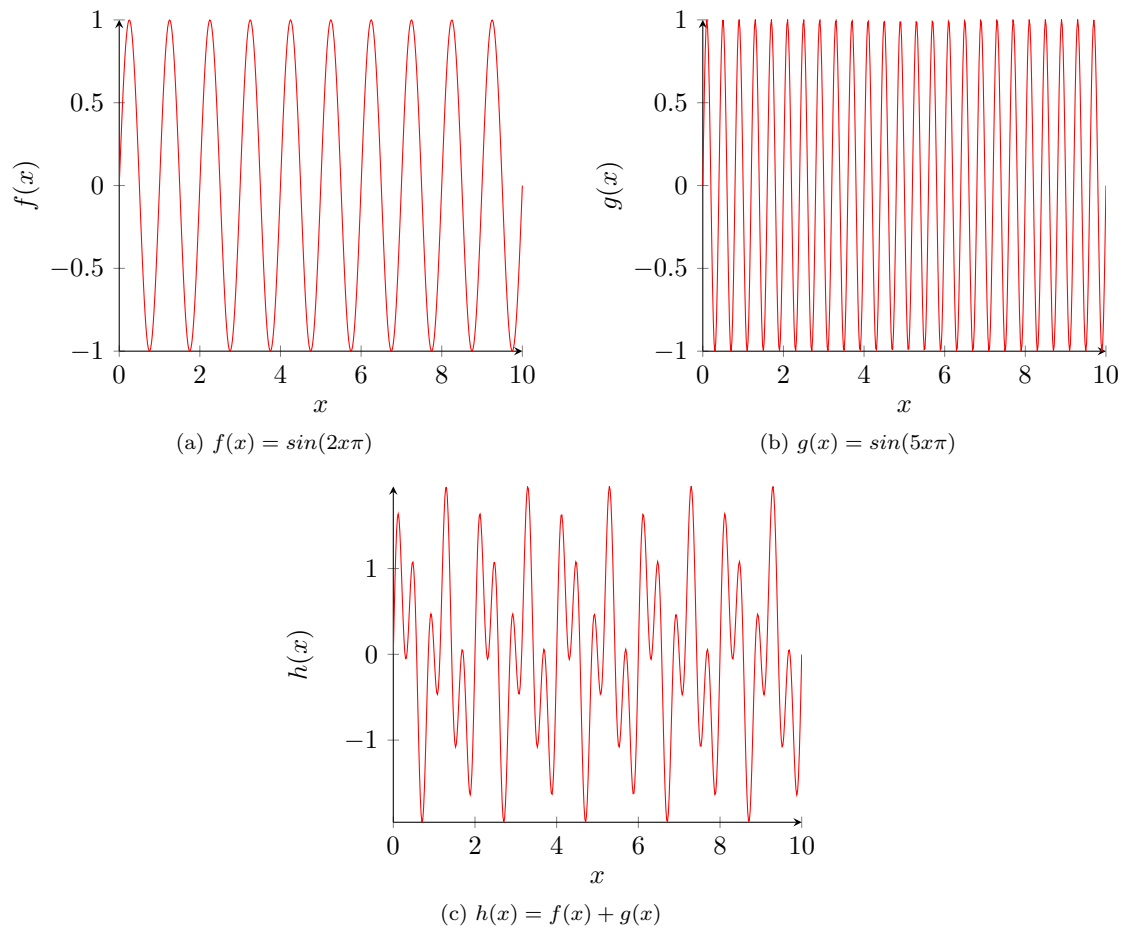 1
0.5
0
−0.5
−1
f(x)
0 2 4 6 8 10
x
(a) f(x) = sin(2xπ)
1
0.5
0
−0.5
−1
g(x)
0 2 4 6 8 10
x
(b) g(x) = sin(5xπ)
1
0
−1
h(x)
0 2 4 6 8 10
x
(c) h(x) = f(x) + g(x)